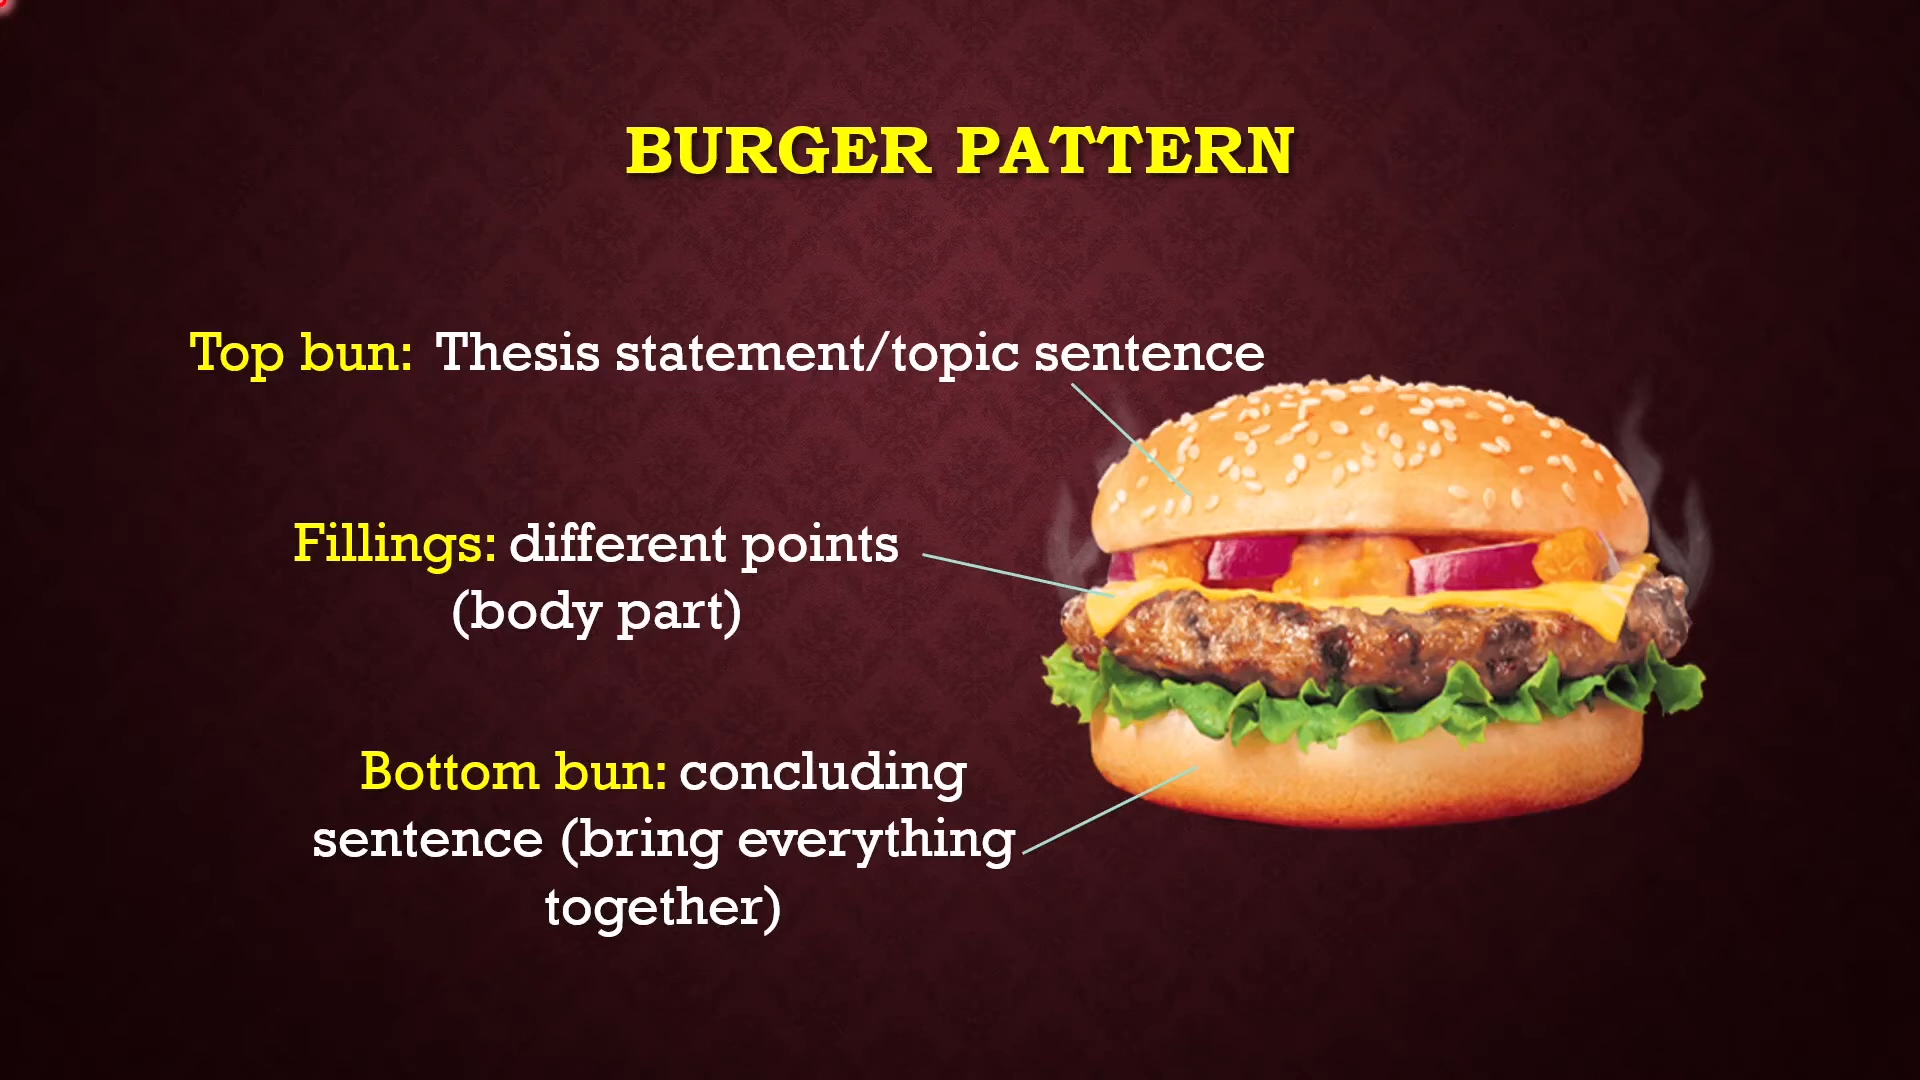 BURGER PATTERN
Top bun: Thesis statement/topic sentence
Fillings: different points
(body part)
Bottom bun: concluding
sentence (bring everything
together)